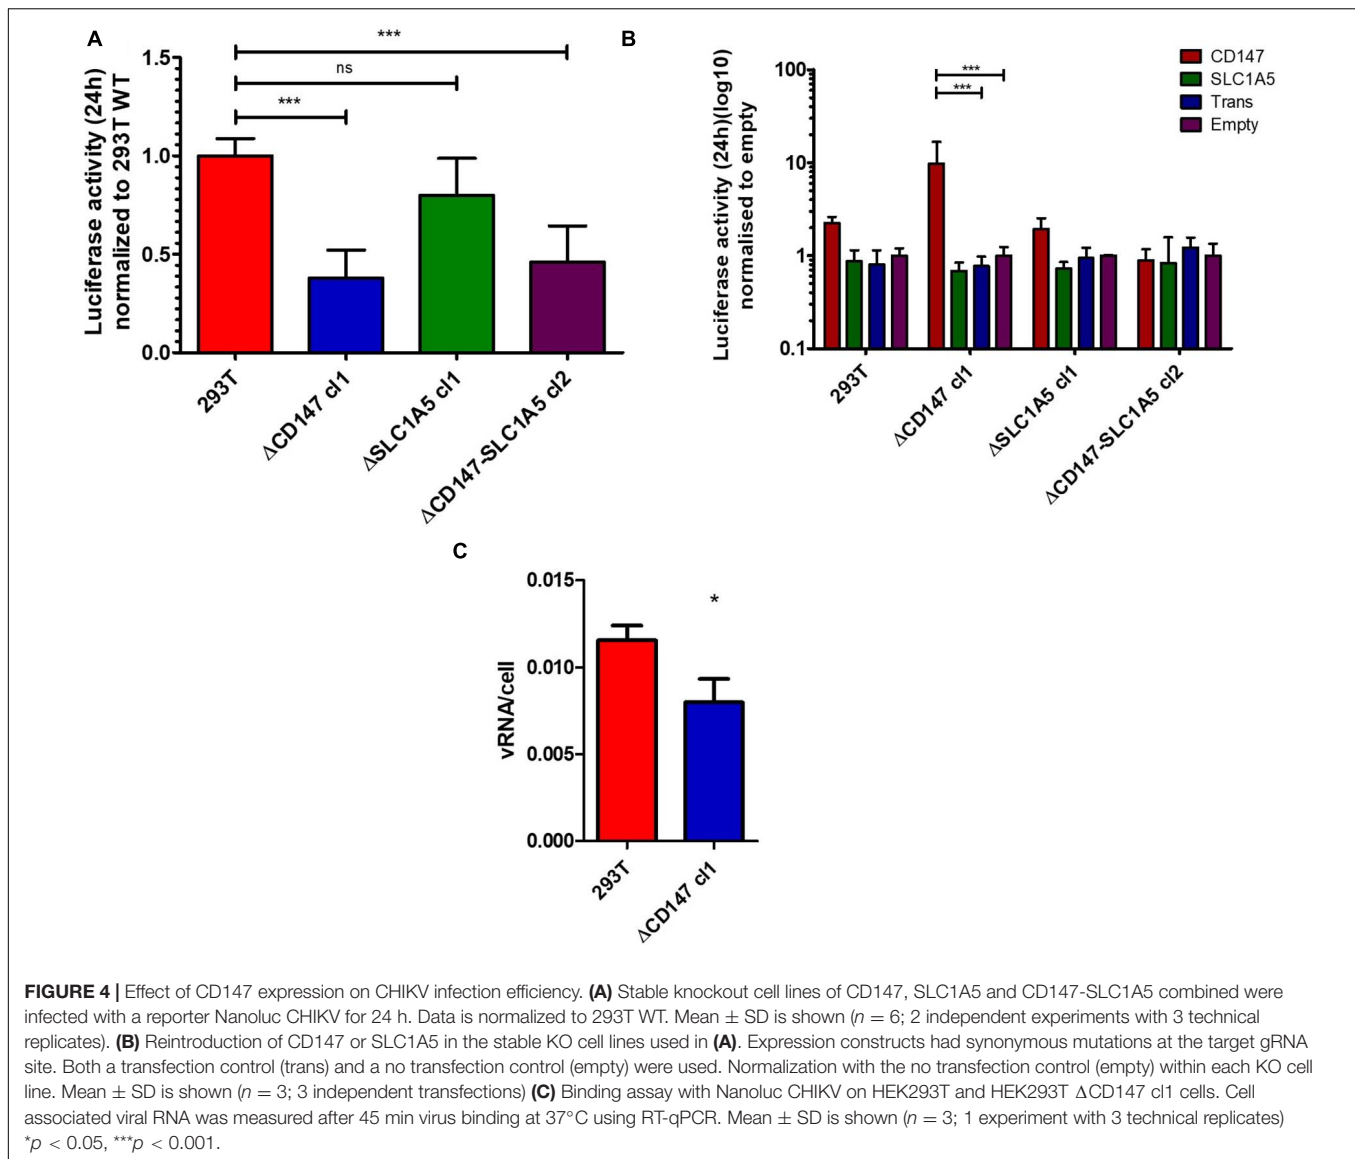 A
Luciferase activity (24h)
normalized to 293T WT
1.5
1.0
0.5
0.0
***
ns
***
293T
ΔCD147 cl1
ΔSLC1A5 cl1
ΔCD147-SLC1A5 cl2
B
Luciferase activity (24h)(log10)
normalised to empty
100
10
1
0.1
***
***
CD147
SLC1A5
Trans
Empty
293T
ΔCD147 cl1
ΔSLC1A5 cl1
ΔCD147-SLC1A5 cl2
C
vRNA/cell
0.015
0.010
0.005
0.000
*
293T
ΔCD147 cl1
FIGURE 4 | Effect of CD147 expression on CHIKV infection efficiency. (A) Stable knockout cell lines of CD147, SLC1A5 and CD147-SLC1A5 combined were
infected with a reporter Nanoluc CHIKV for 24 h. Data is normalized to 293T WT. Mean ± SD is shown (n = 6; 2 independent experiments with 3 technical
replicates). (B) Reintroduction of CD147 or SLC1A5 in the stable KO cell lines used in (A). Expression constructs had synonymous mutations at the target gRNA
site. Both a transfection control (trans) and a no transfection control (empty) were used. Normalization with the no transfection control (empty) within each KO cell
line. Mean ± SD is shown (n = 3; 3 independent transfections) (C) Binding assay with Nanoluc CHIKV on HEK293T and HEK293T ΔCD147 cl1 cells. Cell
associated viral RNA was measured after 45 min virus binding at 37°C using RT-qPCR. Mean ± SD is shown (n = 3; 1 experiment with 3 technical replicates)
*p < 0.05, ***p < 0.001.